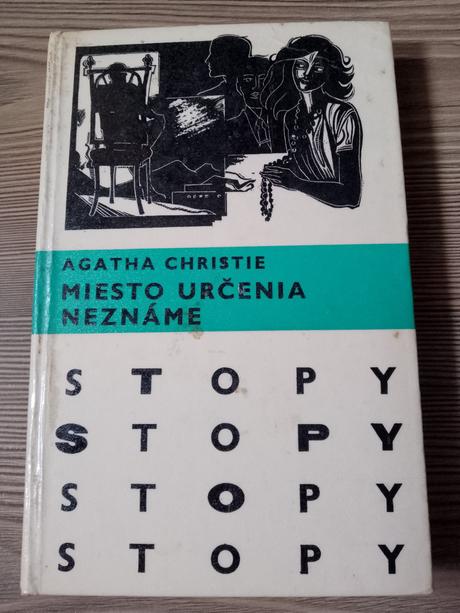 AGATHA CHRISTIE
MIESTO URČENIA
NEZNÁME
STOPY
STOPY
STOPY
STOPY